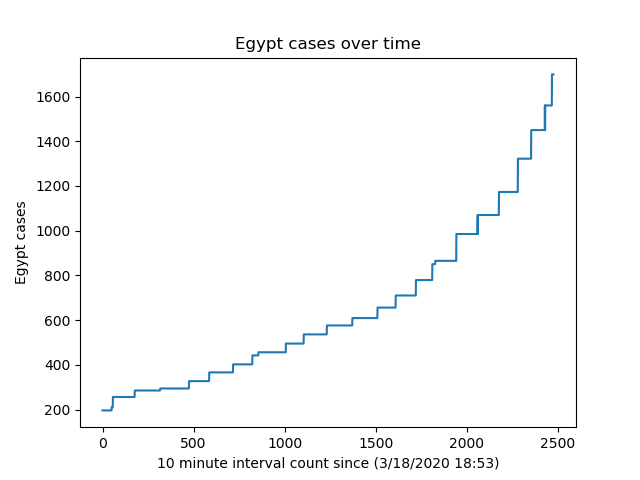 Egypt cases over time
Egypt cases
1600
1400
1200
1000
800
600
400
200
0 500 1000 1500 2000 2500
10 minute interval count since (3/18/2020 18:53)